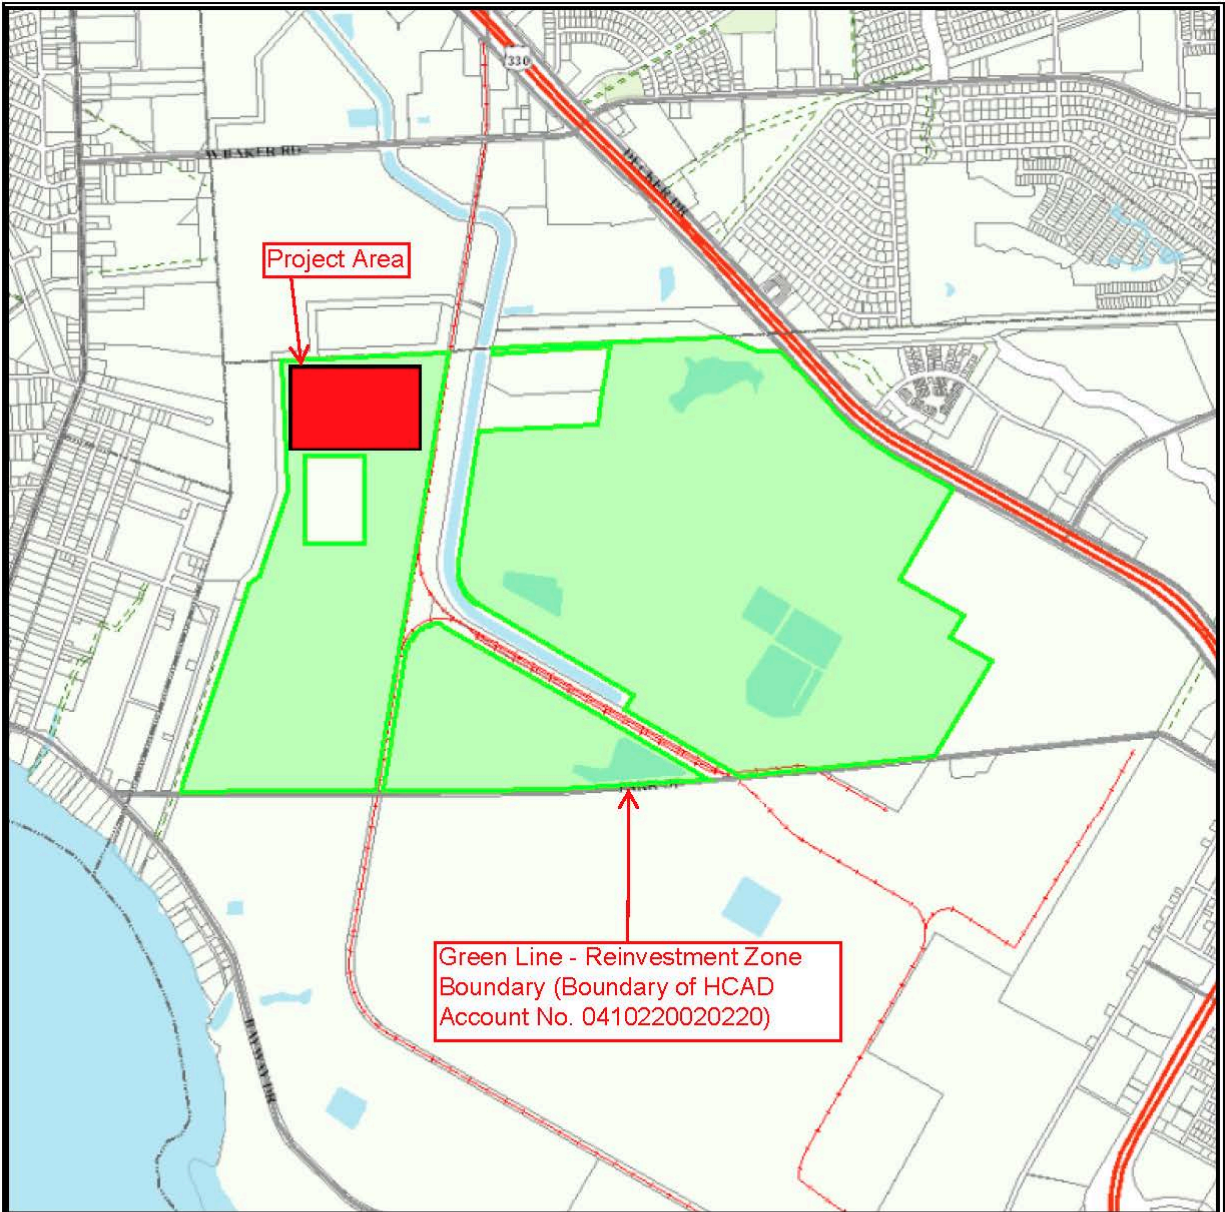 330
W BAKER RD
DECKER DR
Project Area
Green Line - Reinvestment Zone
Boundary (Boundary of HCAD
Account No. 0410220020220)
BAYWAY DR